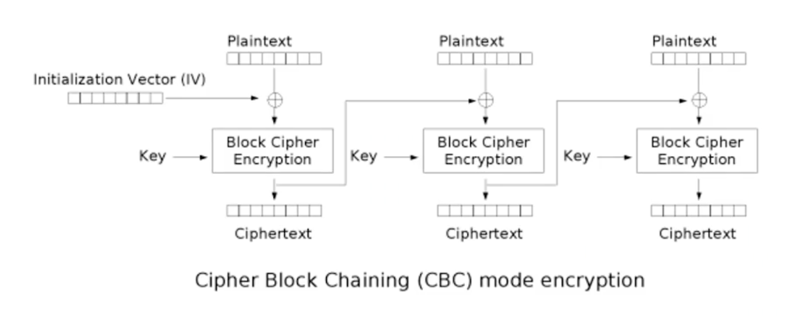 Plaintext
Plaintext
Plaintext
Initialization Vector (IV)
Key
Block Cipher
Encryption
Key
Block Cipher
Encryption
Key
Block Cipher
Encryption
Ciphertext
Ciphertext
Ciphertext
Cipher Block Chaining (CBC) mode encryption